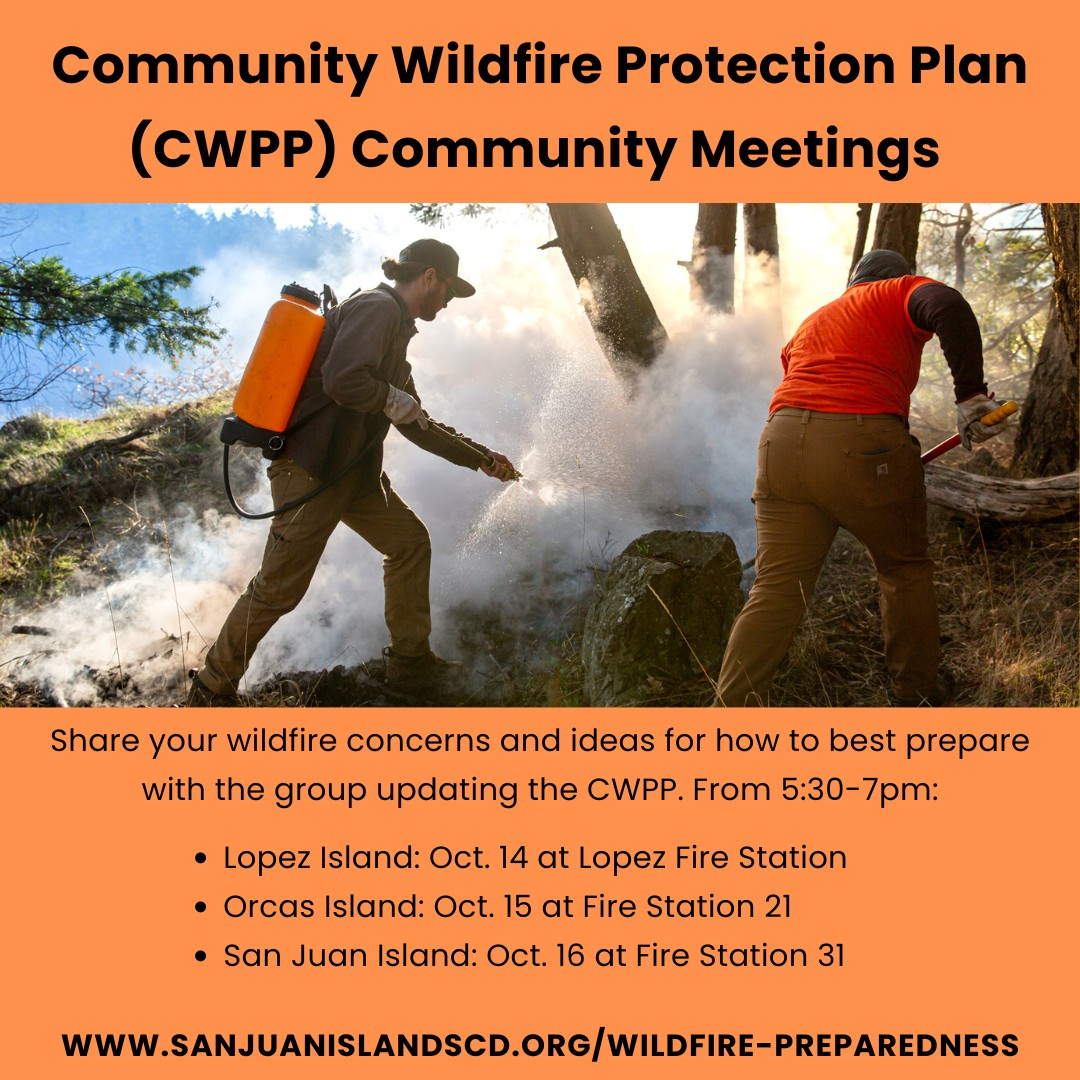 Community Wildfire Protection Plan
(CWPP) Community Meetings
Share your wildfire concerns and ideas for how to best prepare
with the group updating the CWPP. From 5:30-7pm:
• Lopez Island: Oct. 14 at Lopez Fire Station
• Orcas Island: Oct. 15 at Fire Station 21
• San Juan Island: Oct. 16 at Fire Station 31
WWW.SANJUANISLANDSCD.ORG/WILDFIRE-PREPAREDNESS